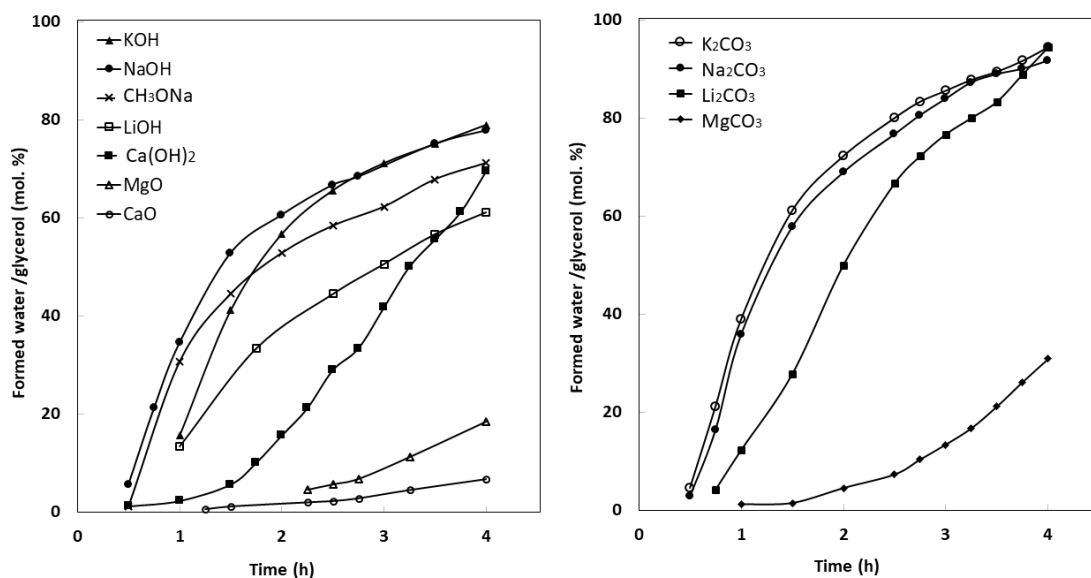 Formed water /glycerol (mol. %)
100
80
60
40
20
0
KOH
NaOH
CH₃ONa
LiOH
Ca(OH)₂
MgO
CaO
0 1 2 3 4
Time (h)
Formed water /glycerol (mol. %)
100
80
60
40
20
0
K₂CO₃
Na₂CO₃
Li₂CO₃
MgCO₃
0 1 2 3 4
Time (h)